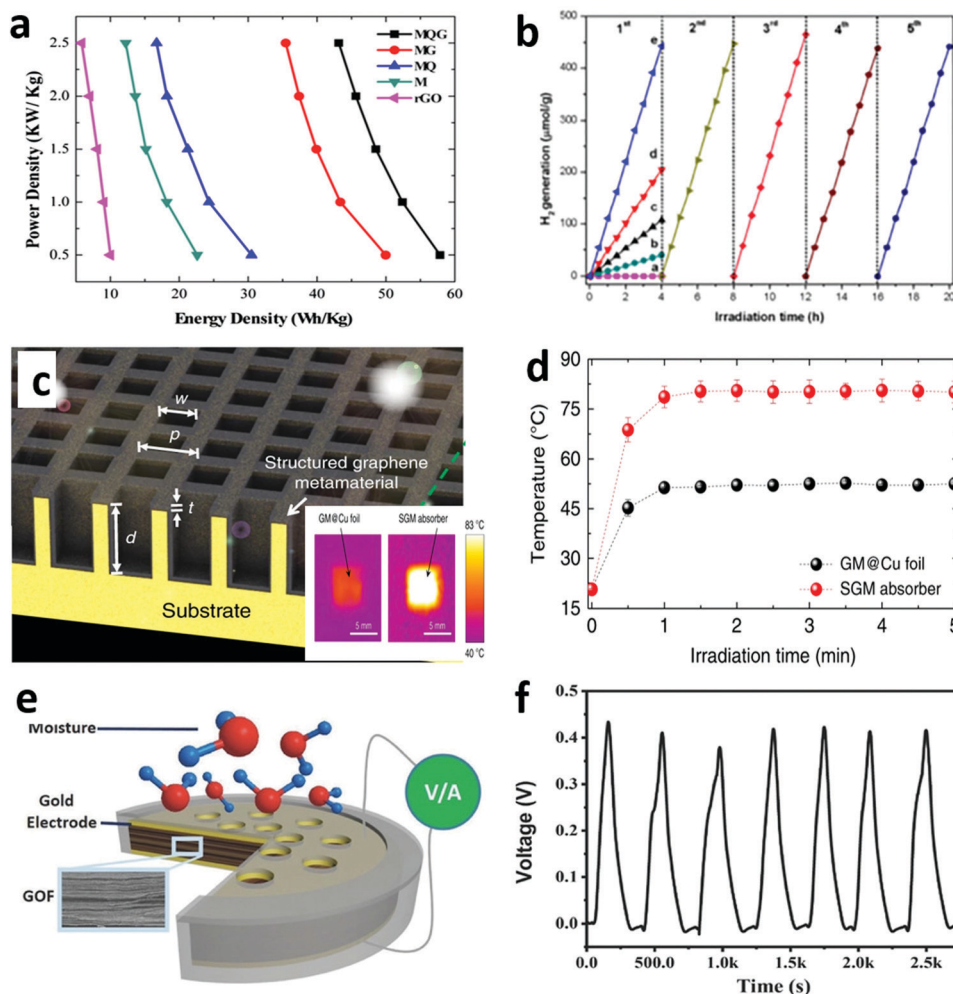 a
2.5
2.0
1.5
1.0
0.5
10
20
30
40
50
60
Power Density (KW/ Kg)
Energy Density (Wh/Kg)
MQG
MG
MQ
M
rGO
b
500
400
300
200
100
0
0
2
4
6
8
10
12
14
16
18
20
H₂ generation (μmol/g)
Irradiation time (h)
1st
2nd
3rd
4th
5th
e
d
c
b
a
c
w
p
t
d
Structured graphene
metamaterial
Substrate
GM@Cu foil
SGM absorber
5 mm
5 mm
83 °C
40 °C
d
90
75
60
45
30
15
0
1
2
3
4
5
Temperature (°C)
Irradiation time (min)
GM@Cu foil
SGM absorber
e
Moisture
Gold
Electrode
GOF
V/A
f
0.5
0.4
0.3
0.2
0.1
0.0
0
500.0
1.0k
1.5k
2.0k
2.5k
Voltage (V)
Time (s)